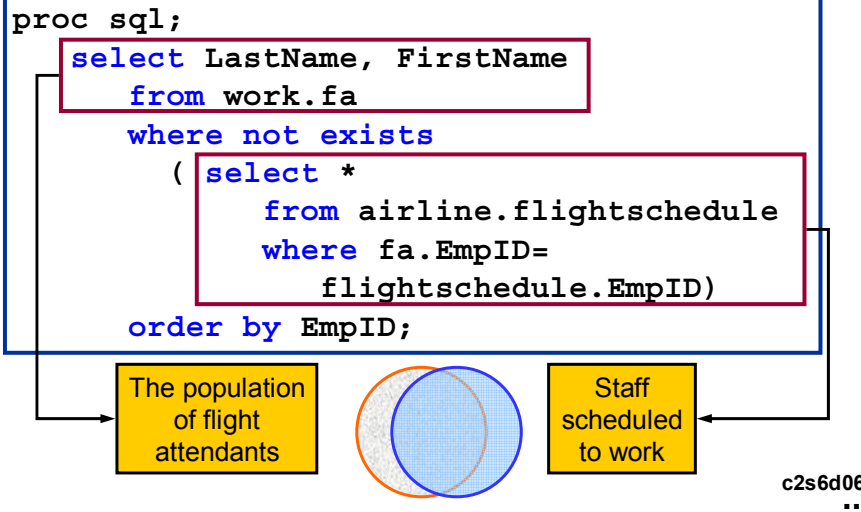 proc sql;
select LastName, FirstName
from work.fa
where not exists
( select *
from airline.flightschedule
where fa.EmpID=
flightschedule.EmpID)
order by EmpID;
The population
of flight
attendants
Staff
scheduled
to work
c2s6d06